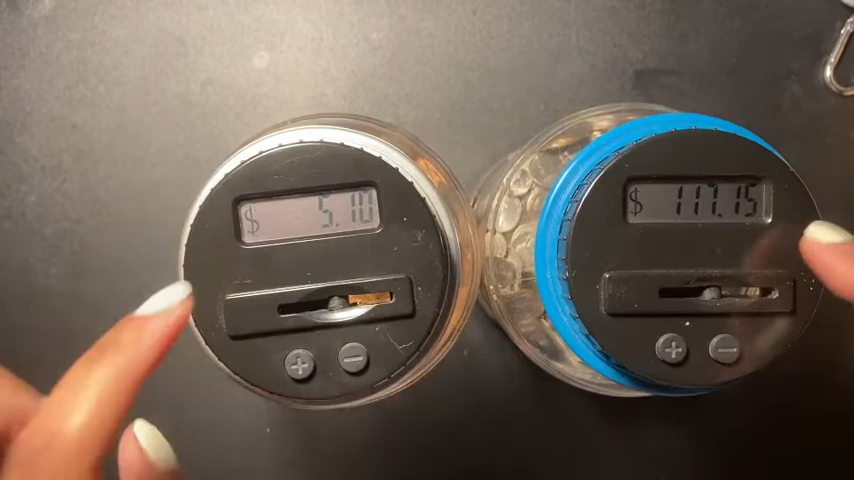 $ 5.10
$ 117.15
+ −
+ −